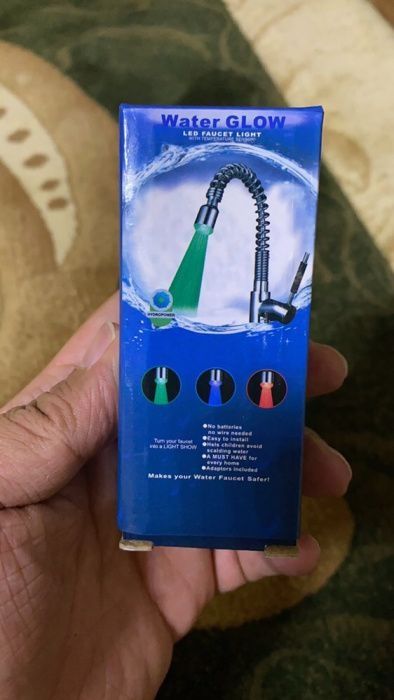 Water GLOW
LED FAUCET LIGHT
WITH TEMPERATURE SENSOR
HYDROPOWER
Turn your faucet
into a LIGHT SHOW
●No batteries
no wire needed
●Easy to install
●Hels children avoid
scalding water
●A MUST HAVE for
every home
●Adaptors included
Makes your Water Faucet Safer!